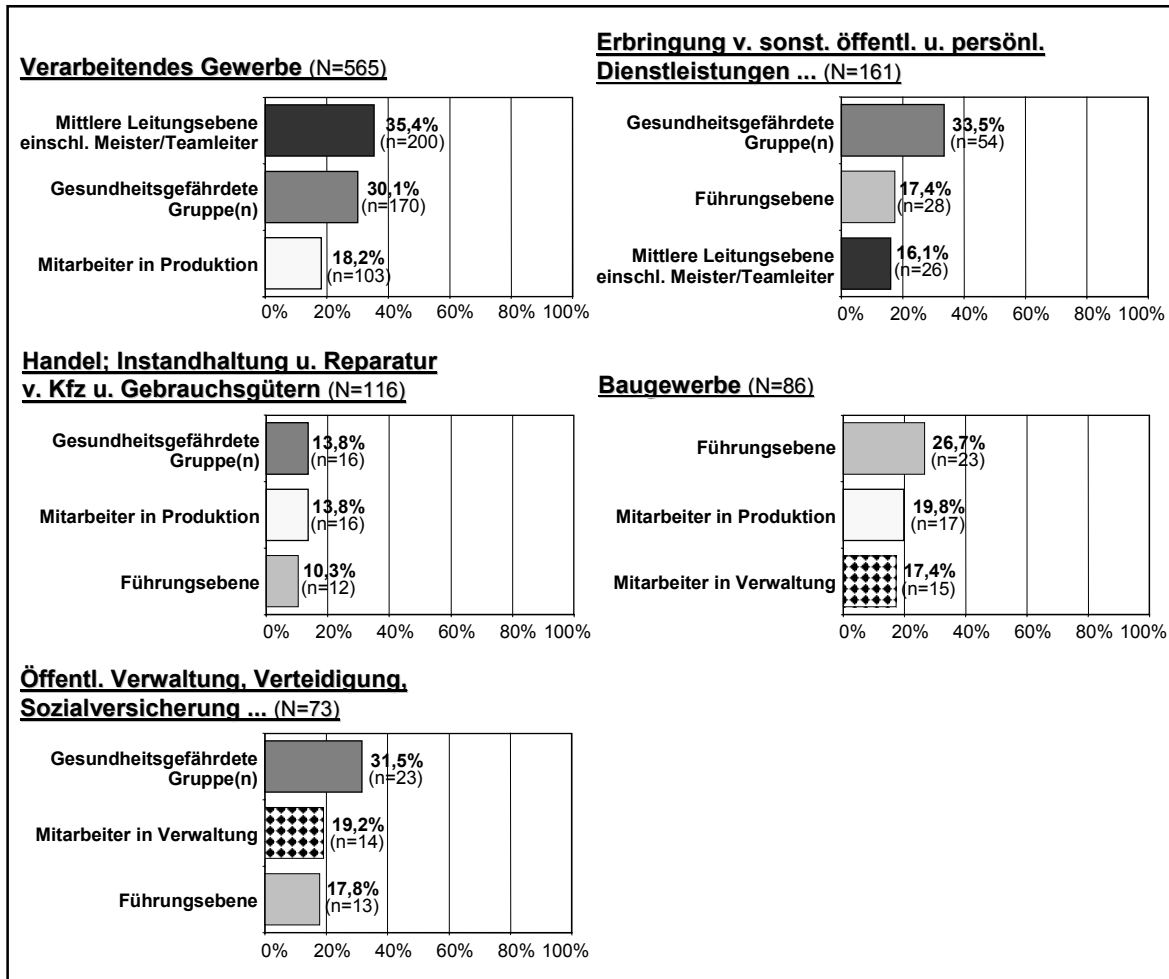 Verarbeitendes Gewerbe (N=565)
Mittlere Leitungsebene
einschl. Meister/Teamleiter
35,4%
(n=200)
Gesundheitsgefährdete
Gruppe(n)
30,1%
(n=170)
Mitarbeiter in Produktion
18,2%
(n=103)
0% 20% 40% 60% 80% 100%
Erbringung v. sonst. öffentl. u. persönl.
Dienstleistungen ... (N=161)
Gesundheitsgefährdete
Gruppe(n)
33,5%
(n=54)
Führungsebene
17,4%
(n=28)
Mittlere Leitungsebene
einschl. Meister/Teamleiter
16,1%
(n=26)
0% 20% 40% 60% 80% 100%
Handel; Instandhaltung u. Reparatur
v. Kfz u. Gebrauchsgütern (N=116)
Gesundheitsgefährdete
Gruppe(n)
13,8%
(n=16)
Mitarbeiter in Produktion
13,8%
(n=16)
Führungsebene
10,3%
(n=12)
0% 20% 40% 60% 80% 100%
Baugewerbe (N=86)
Führungsebene
26,7%
(n=23)
Mitarbeiter in Produktion
19,8%
(n=17)
Mitarbeiter in Verwaltung
17,4%
(n=15)
0% 20% 40% 60% 80% 100%
Öffentl. Verwaltung, Verteidigung,
Sozialversicherung ... (N=73)
Gesundheitsgefährdete
Gruppe(n)
31,5%
(n=23)
Mitarbeiter in Verwaltung
19,2%
(n=14)
Führungsebene
17,8%
(n=13)
0% 20% 40% 60% 80% 100%